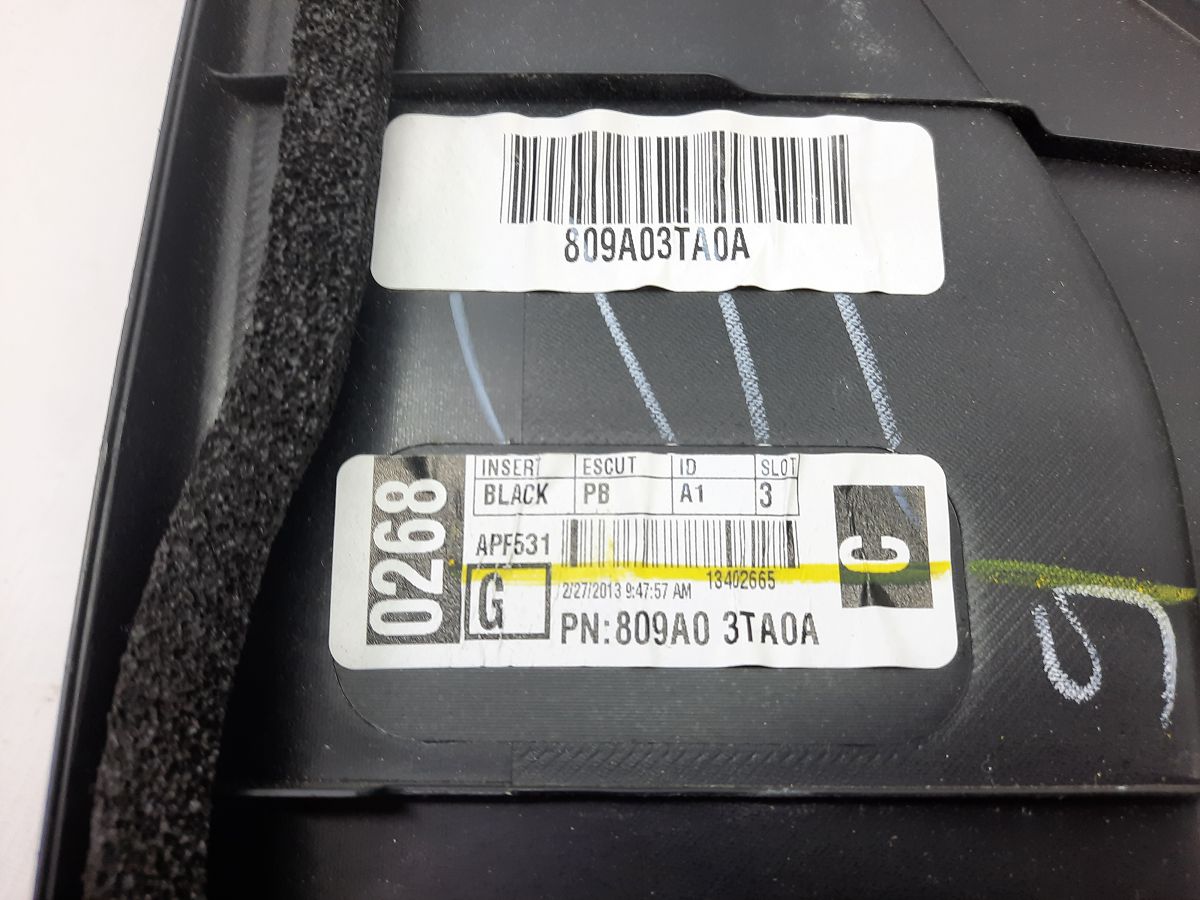 809A03TA0A
0268
INSERT ESCUT ID SLOT
BLACK PB A1 3
APF531
G
2/27/2013 9:47:57 AM 13402665
PN:809A0 3TA0A
C